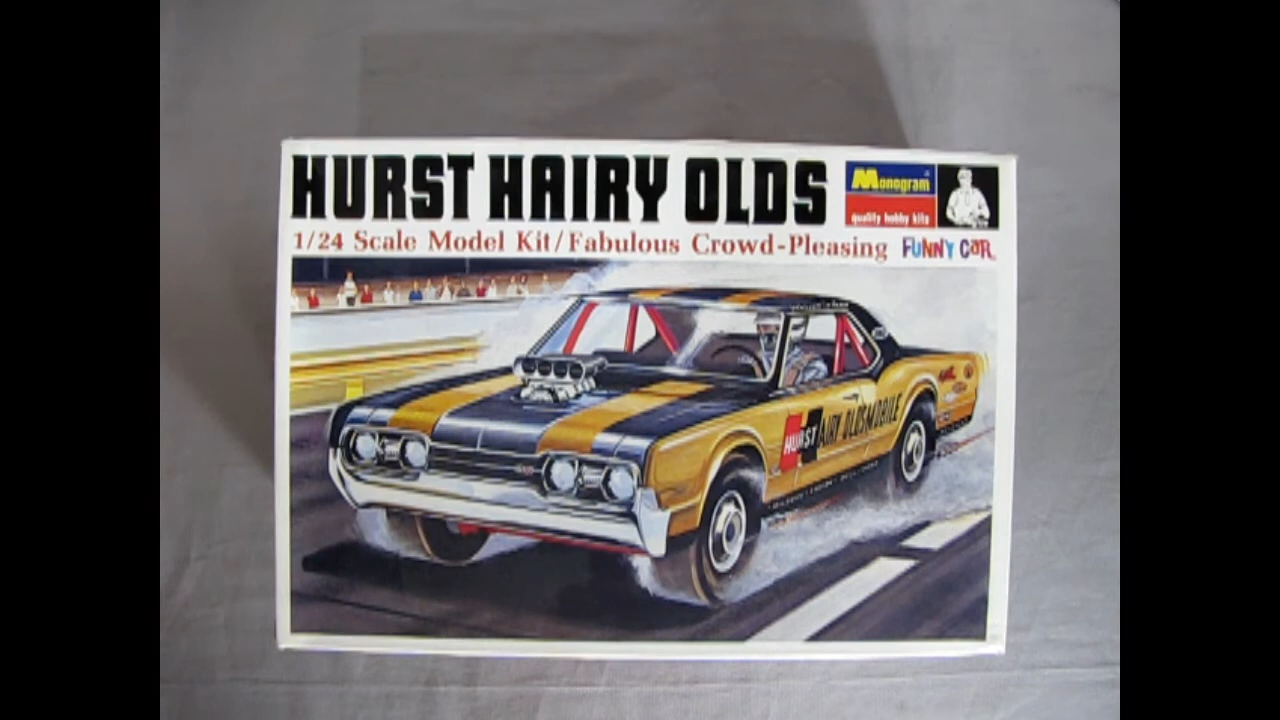 HURST HAIRY OLDS
Monogram
quality hobby kits
1/24 Scale Model Kit/Fabulous Crowd-Pleasing FUNNY CAR
HURST
AIRY OLDSMOBILE